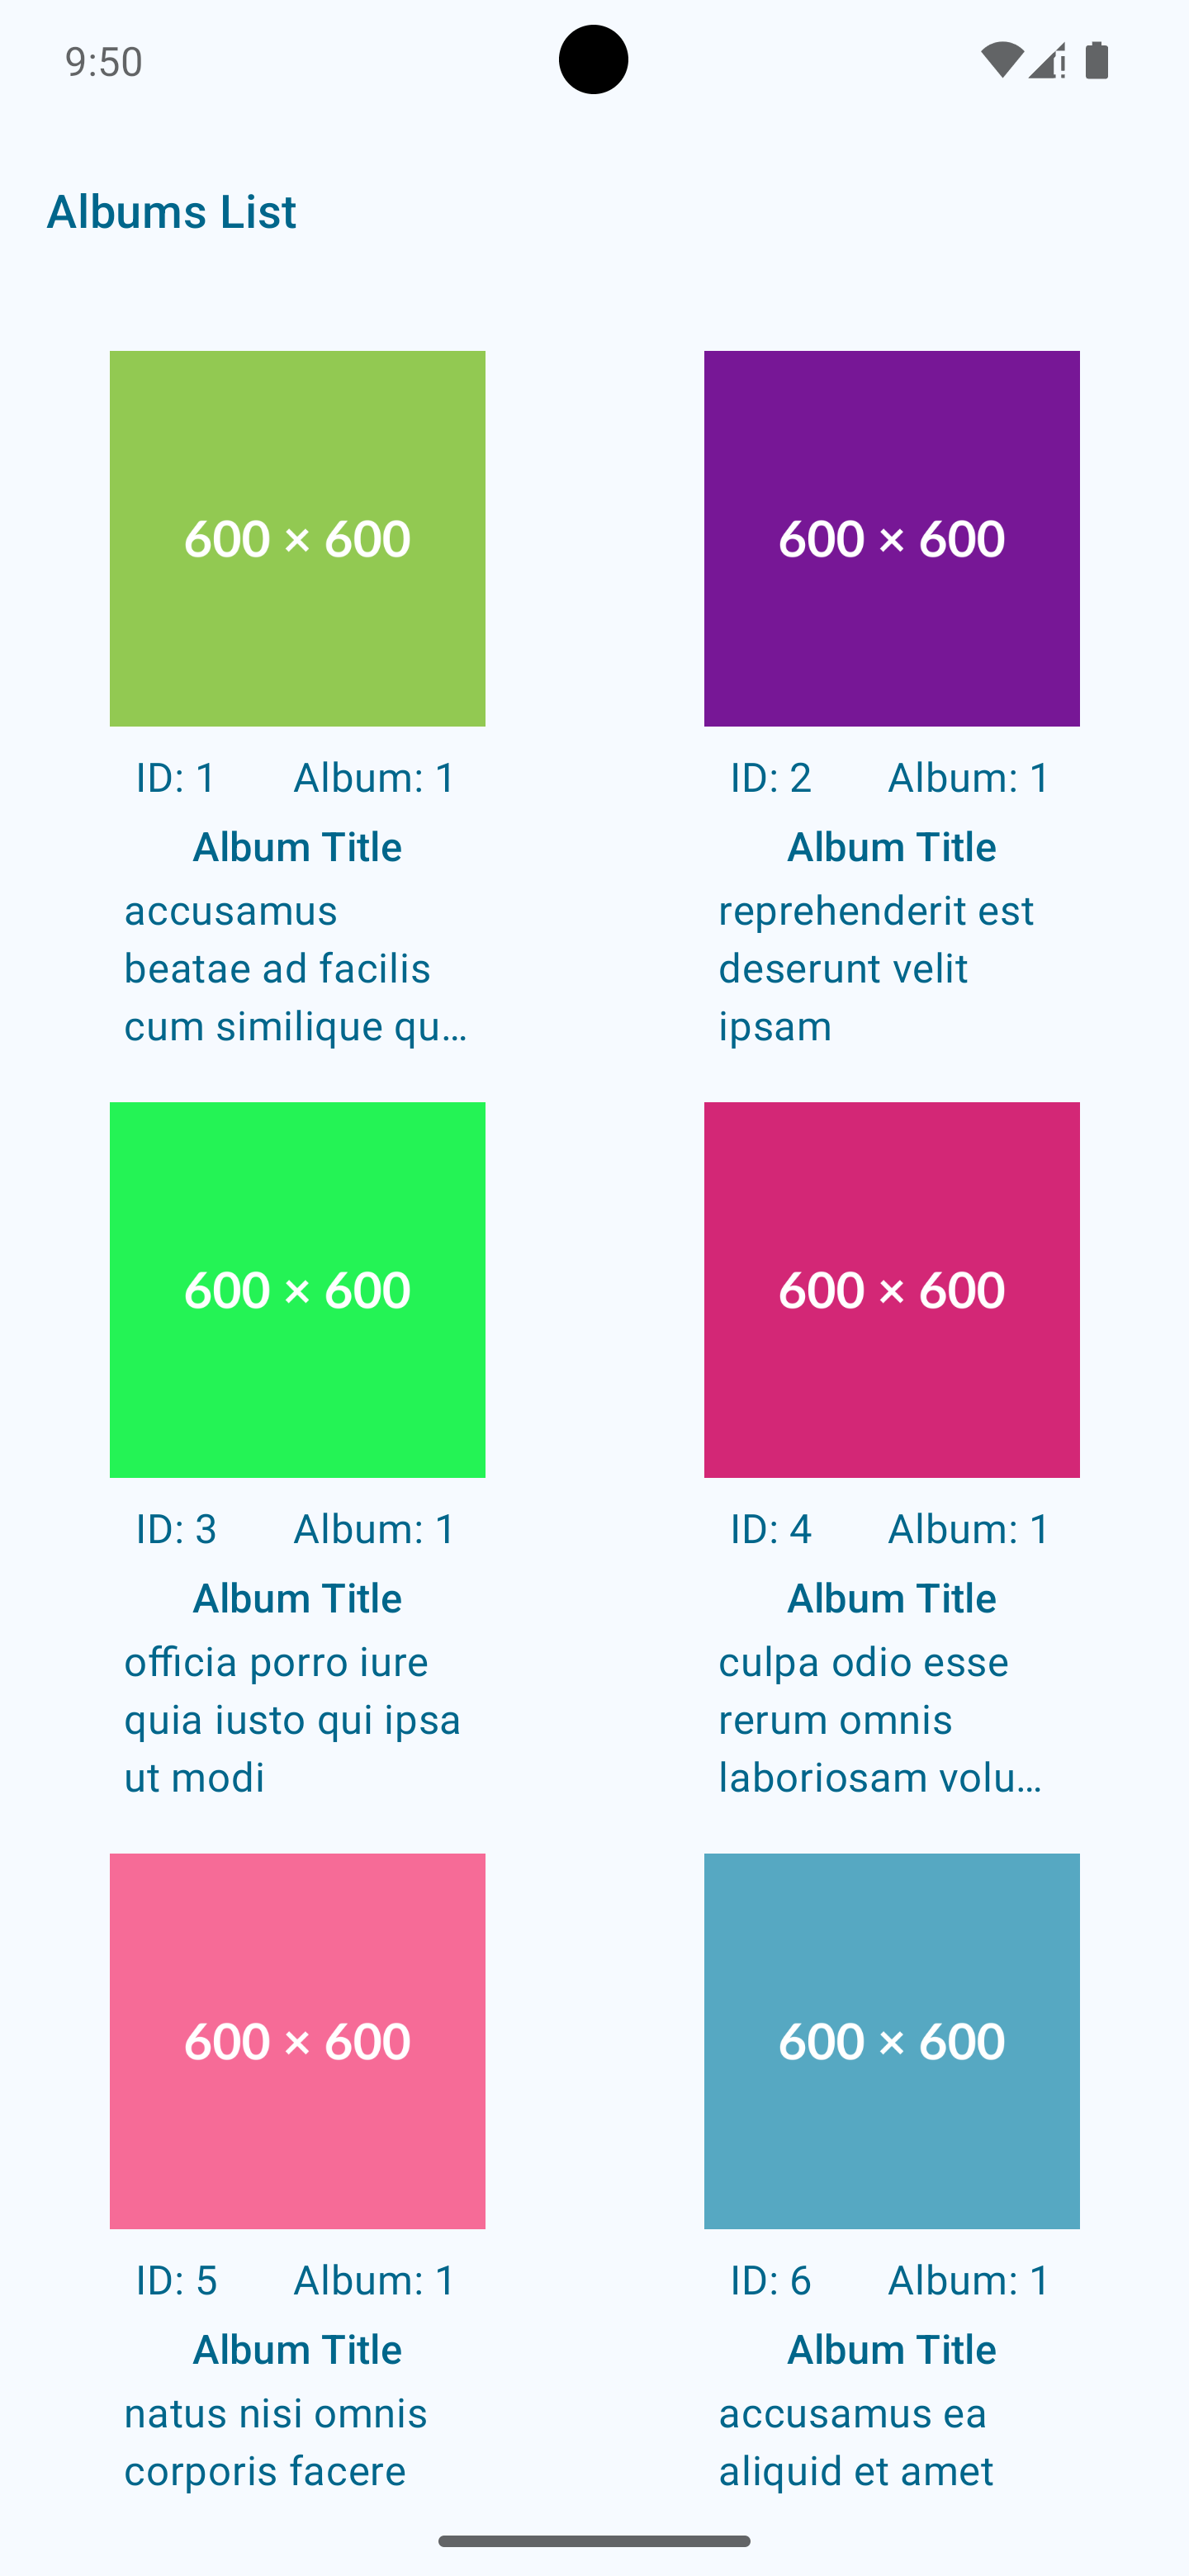 9:50
Albums List
600 × 600
600 × 600
ID: 1 Album: 1
ID: 2 Album: 1
Album Title
Album Title
accusamus
beatae ad facilis
cum similique qu...
reprehenderit est
deserunt velit
ipsam
600 × 600
600 × 600
ID: 3 Album: 1
ID: 4 Album: 1
Album Title
Album Title
officia porro iure
quia iusto qui ipsa
ut modi
culpa odio esse
rerum omnis
laboriosam volu...
600 × 600
600 × 600
ID: 5 Album: 1
ID: 6 Album: 1
Album Title
Album Title
natus nisi omnis
corporis facere
accusamus ea
aliquid et amet